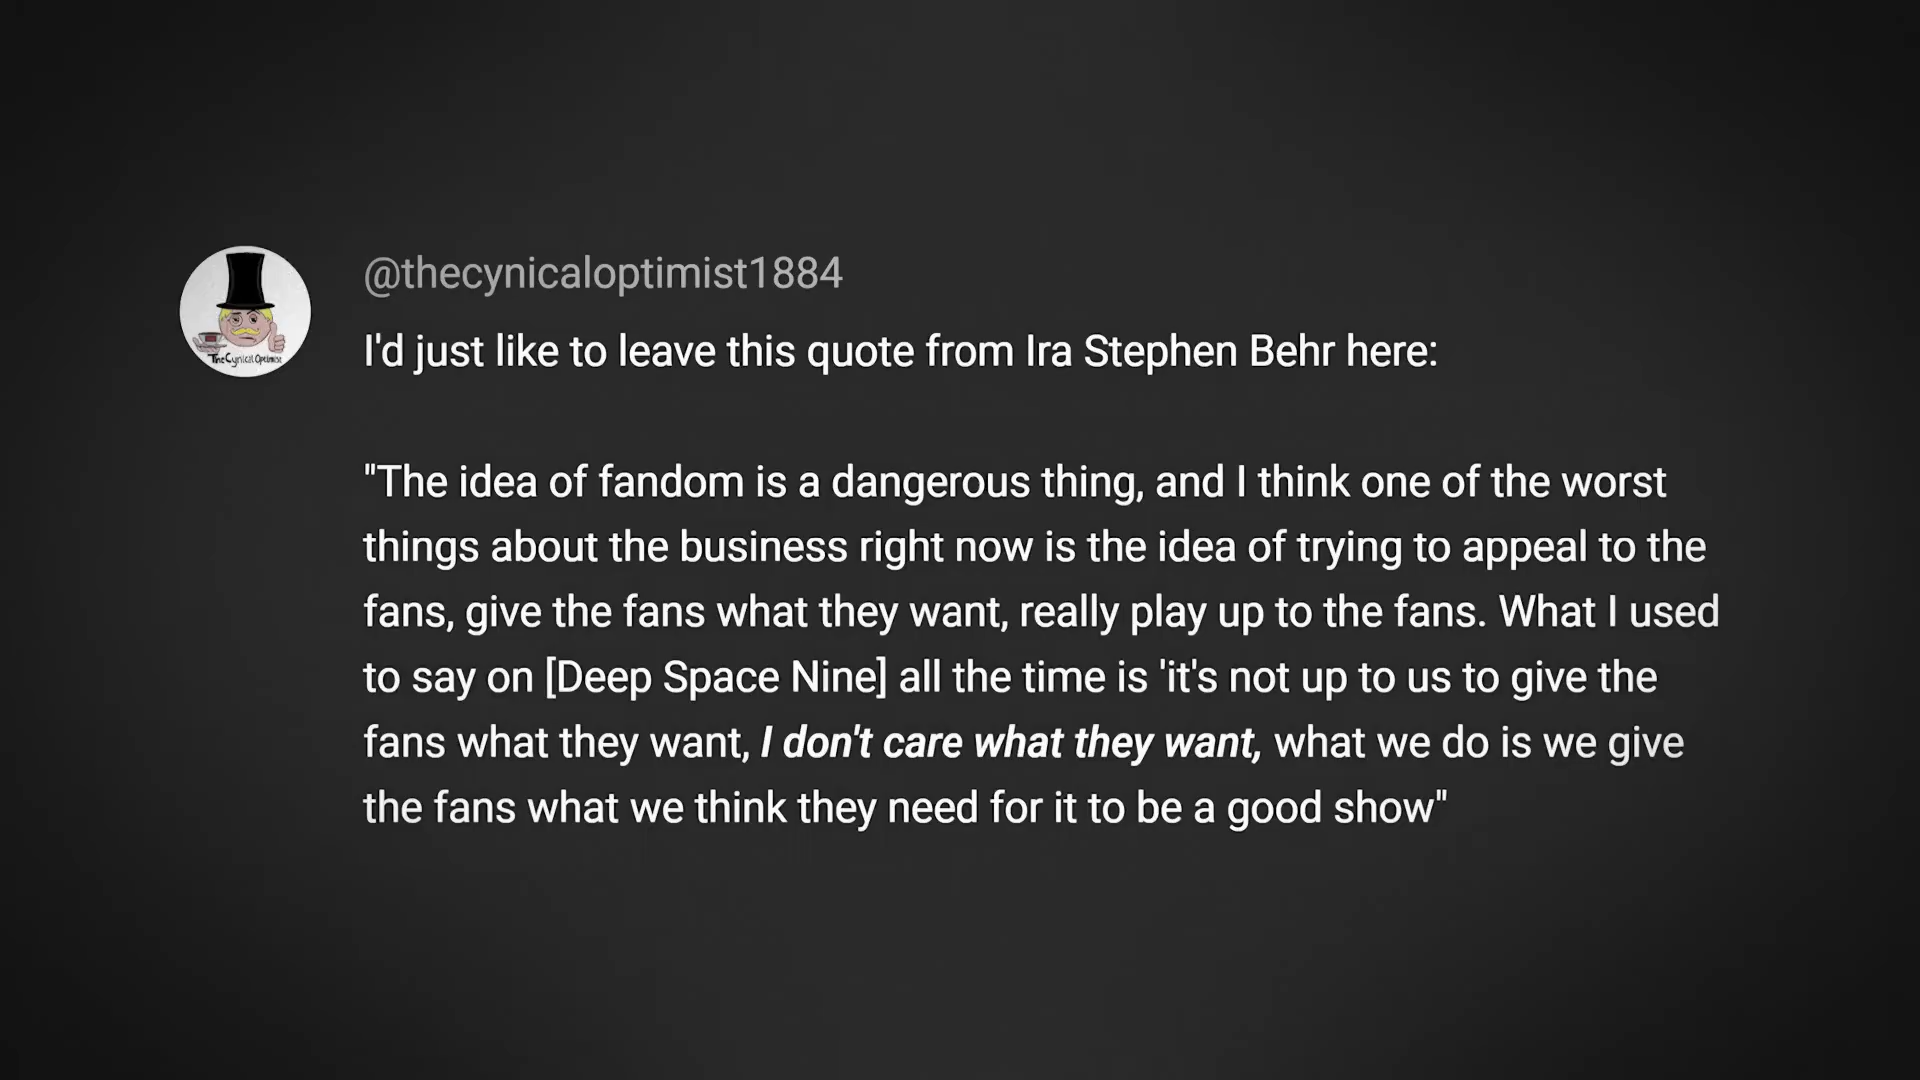 @thecynicaloptimist1884
I'd just like to leave this quote from Ira Stephen Behr here:
"The idea of fandom is a dangerous thing, and I think one of the worst
things about the business right now is the idea of trying to appeal to the
fans, give the fans what they want, really play up to the fans. What I used
to say on [Deep Space Nine] all the time is 'it's not up to us to give the
fans what they want, I don't care what they want, what we do is we give
the fans what we think they need for it to be a good show"
The Cynical Optimist